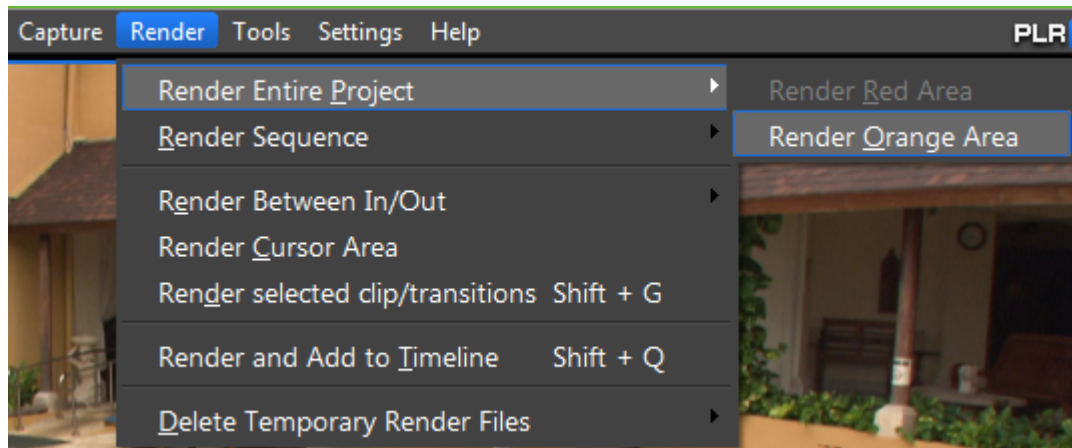 Capture Render Tools Settings Help PLR
Render Entire Project
Render Red Area
Render Sequence
Render Orange Area
Render Between In/Out
Render Cursor Area
Render selected clip/transitions Shift + G
Render and Add to Timeline Shift + Q
Delete Temporary Render Files